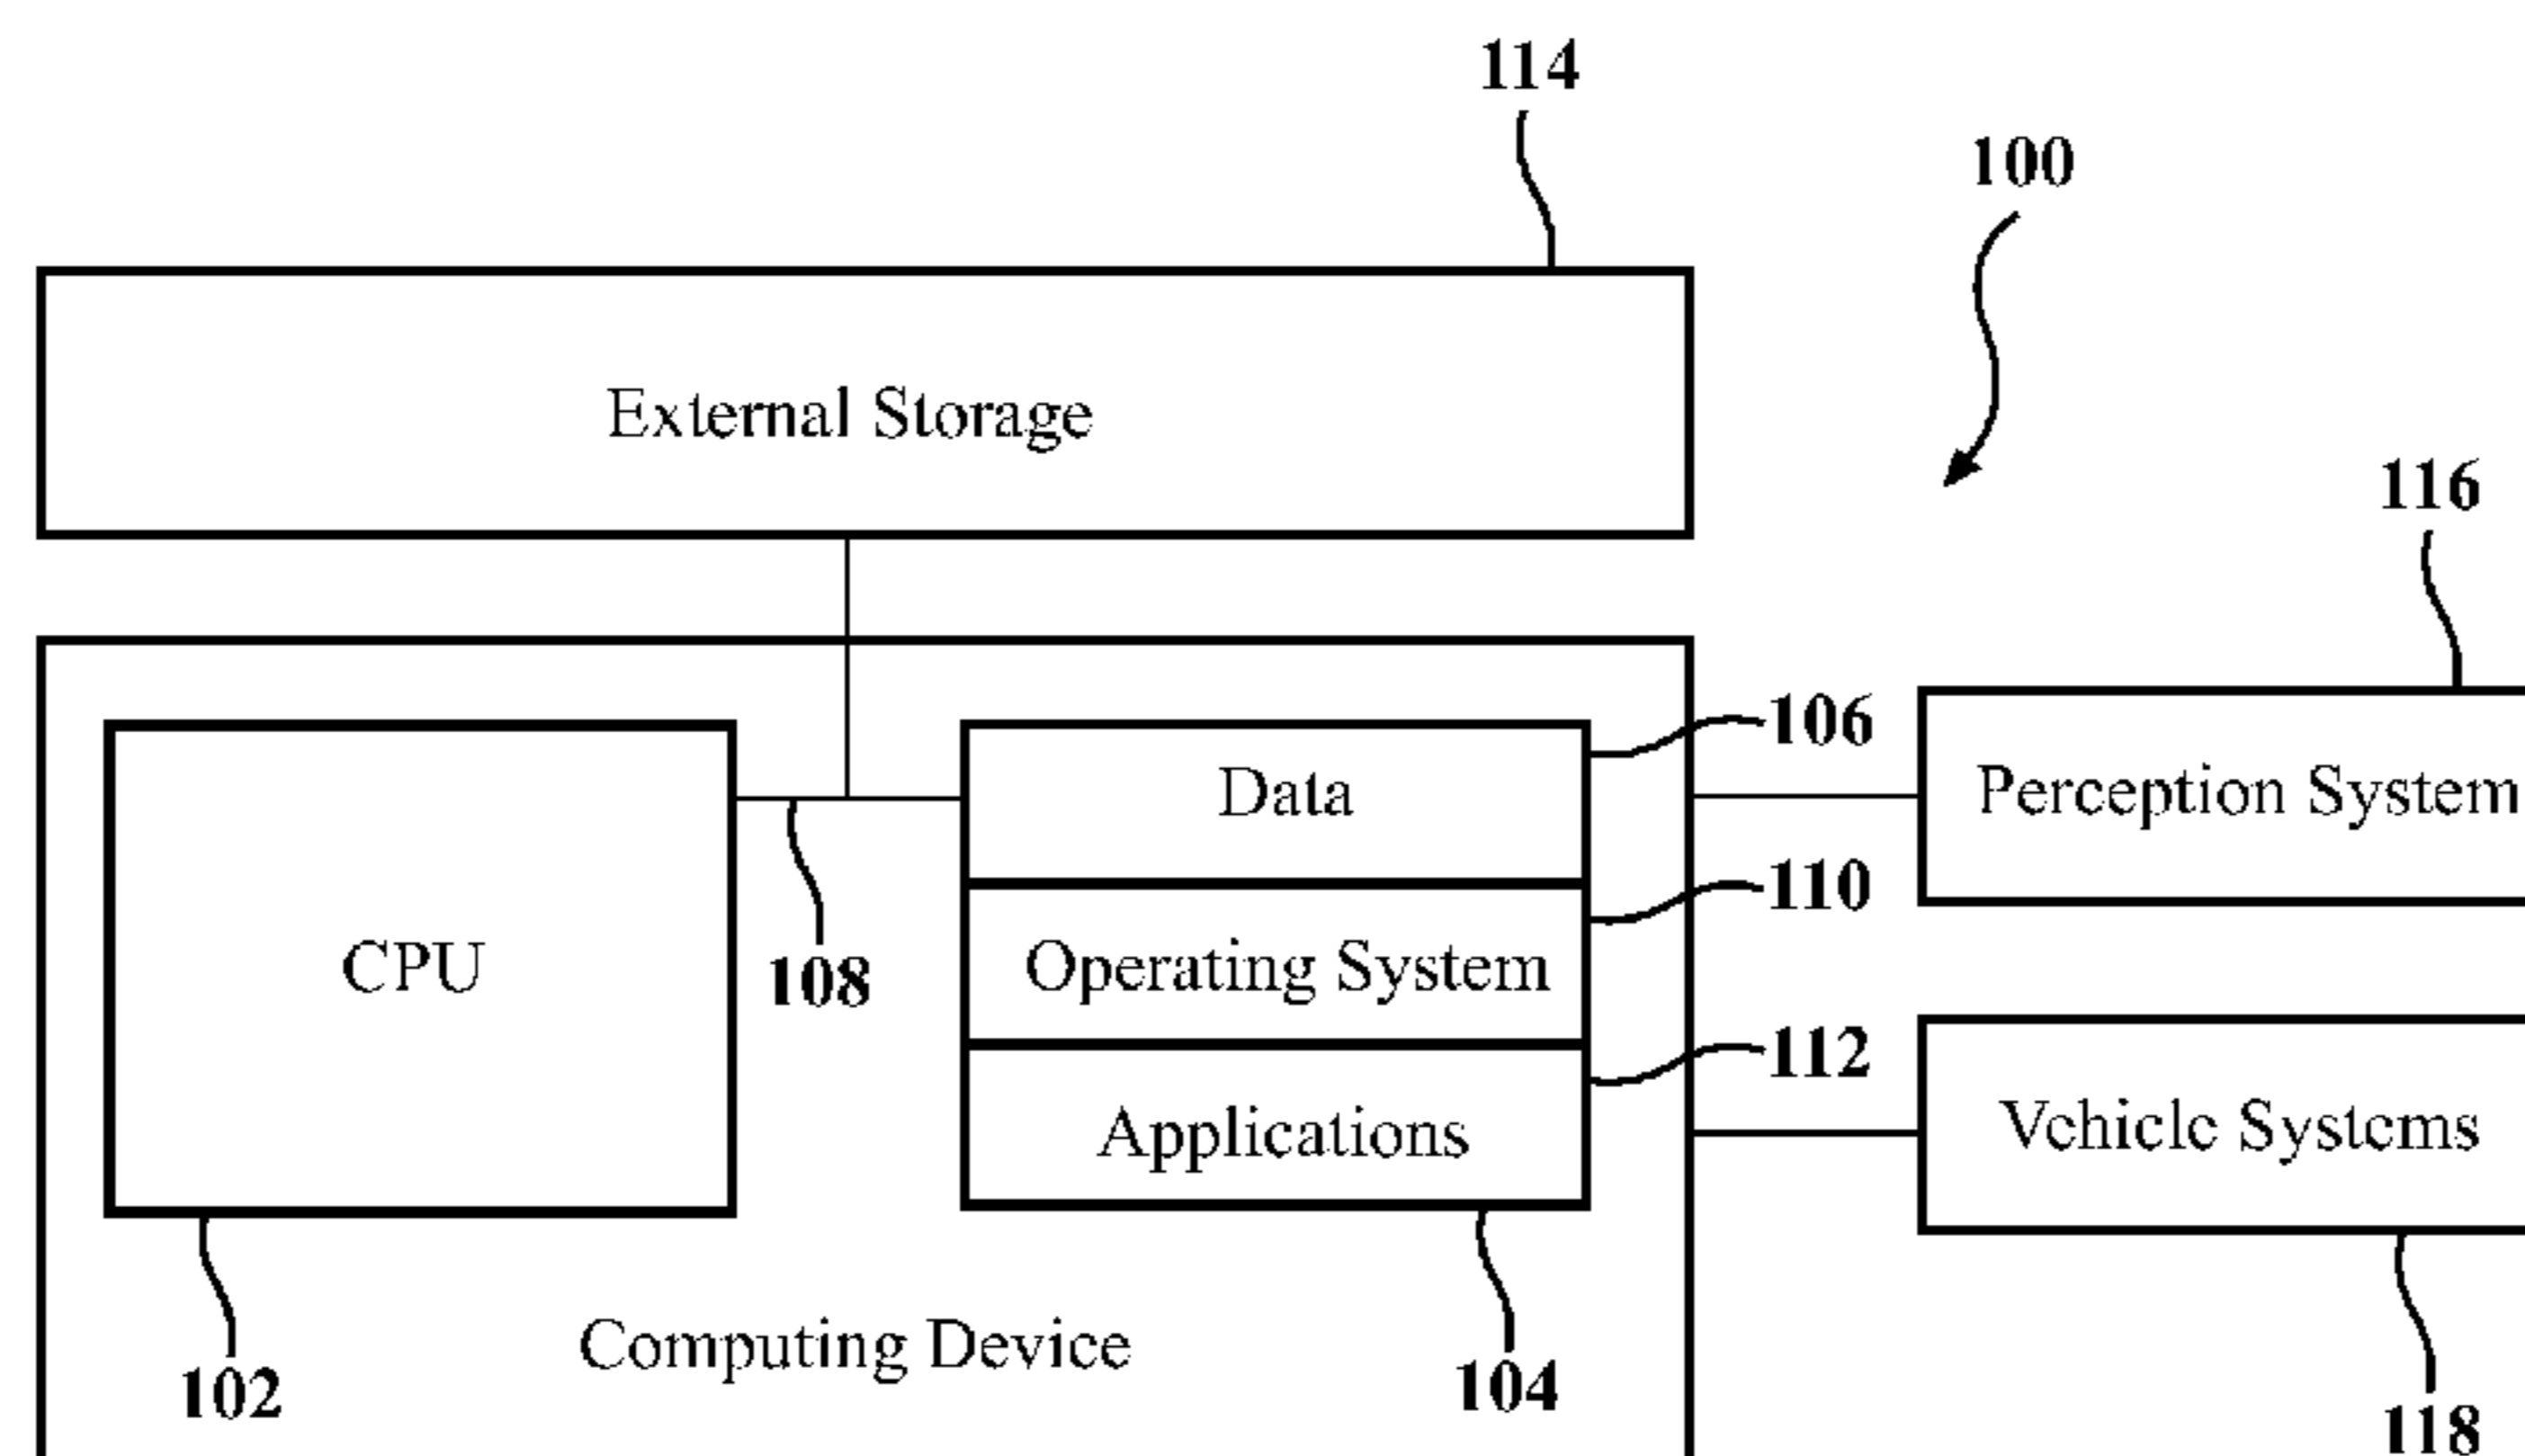 114
100
External Storage
116
106
Data
Perception System
110
CPU
Operating System
108
112
Applications
Vehicle Systems
Computing Device
102
104
118